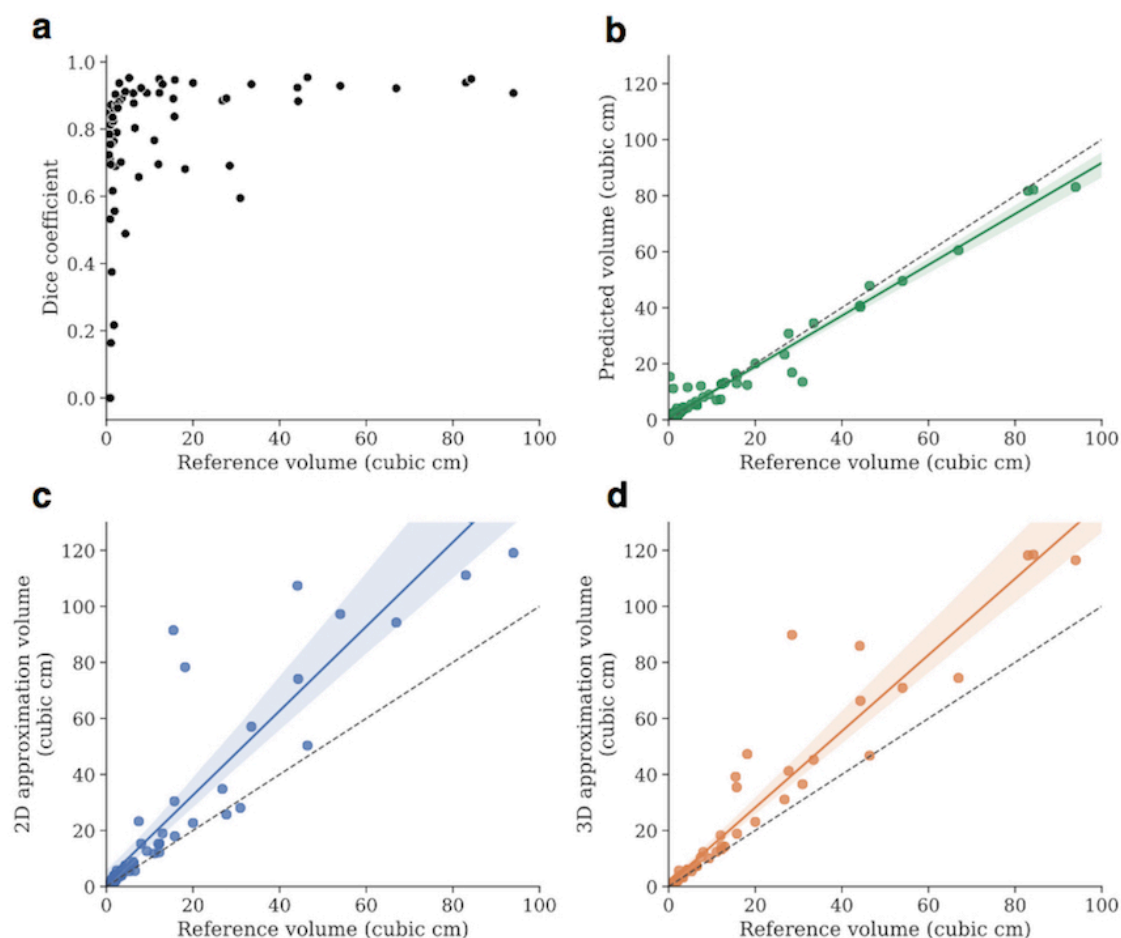 a
1.0
0.8
0.6
0.4
0.2
0.0
Dice coefficient
0 20 40 60 80 100
Reference volume (cubic cm)
b
120
100
80
60
40
20
0
Predicted volume (cubic cm)
0 20 40 60 80 100
Reference volume (cubic cm)
c
120
100
80
60
40
20
0
2D approximation volume
(cubic cm)
0 20 40 60 80 100
Reference volume (cubic cm)
d
120
100
80
60
40
20
0
3D approximation volume
(cubic cm)
0 20 40 60 80 100
Reference volume (cubic cm)